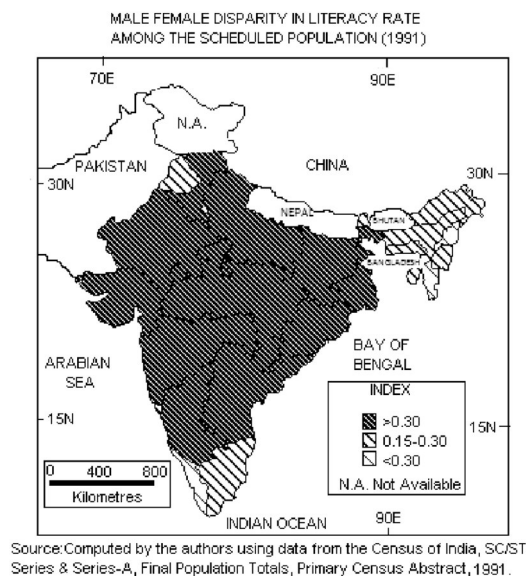 MALE FEMALE DISPARITY IN LITERACY RATE
AMONG THE SCHEDULED POPULATION (1991)
70E
90E
N.A.
PAKISTAN
CHINA
30N
30N
NEPAL
BHUTAN
BANGLADESH
ARABIAN
SEA
BAY OF
BENGAL
INDEX
>0.30
0.15-0.30
<0.30
N.A. Not Available
15N
15N
0 400 800
Kilometres
INDIAN OCEAN
90E
Source:Computed by the authors using data from the Census of India, SC/ST
Series & Series-A, Final Population Totals, Primary Census Abstract, 1991.